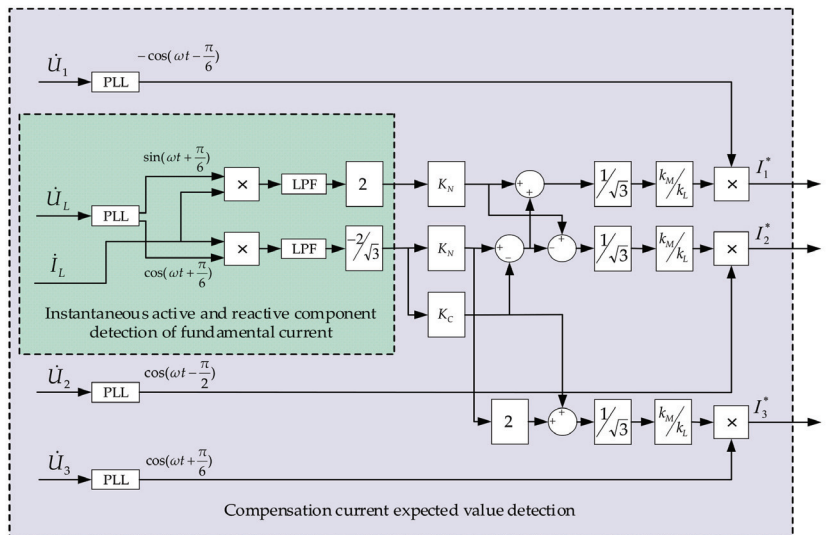 U̇₁
PLL
−cos(ωt − π/6)
U̇_L
PLL
sin(ωt + π/6)
cos(ωt + π/6)
İ_L
×
LPF
2
×
LPF
−2/√3
Instantaneous active and reactive component
detection of fundamental current
K_N
K_N
K_C
+
+
+
−
+
−
1/√3
k_M/k_L
×
I₁*
1/√3
k_M/k_L
×
I₂*
U̇₂
PLL
cos(ωt − π/2)
2
+
+
1/√3
k_M/k_L
×
I₃*
U̇₃
PLL
cos(ωt + π/6)
Compensation current expected value detection